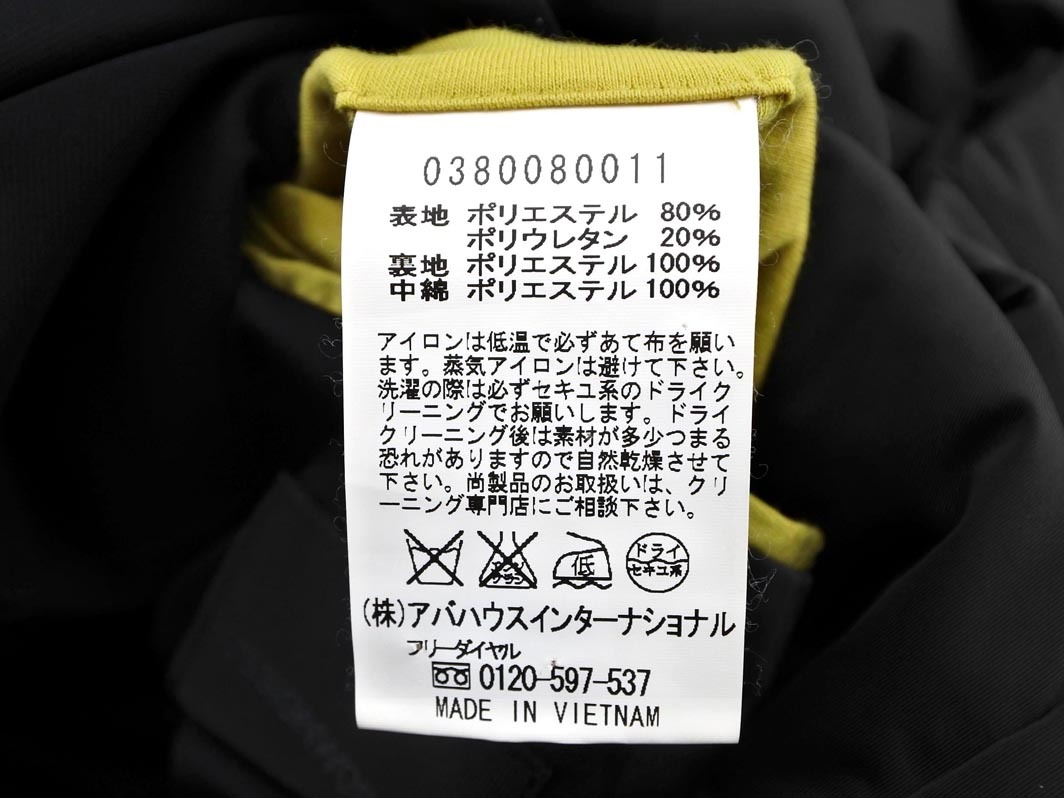 0380080011
表地 ポリエステル 80%
ポリウレタン 20%
裏地 ポリエステル 100%
中綿 ポリエステル 100%
アイロンは低温で必ずあて布を願い
ます。蒸気アイロンは避けて下さい。
洗濯の際は必ずセキユ系のドライク
リーニングでお願いします。ドライ
クリーニング後は素材が多少つまる
恐れがありますので自然乾燥させて
下さい。尚製品のお取扱いは、クリ
ーニング専門店にご相談下さい。
エンソ サラシ 低 ドライ セキユ系
(株)アバハウスインターナショナル
フリーダイヤル
0120-597-537
MADE IN VIETNAM